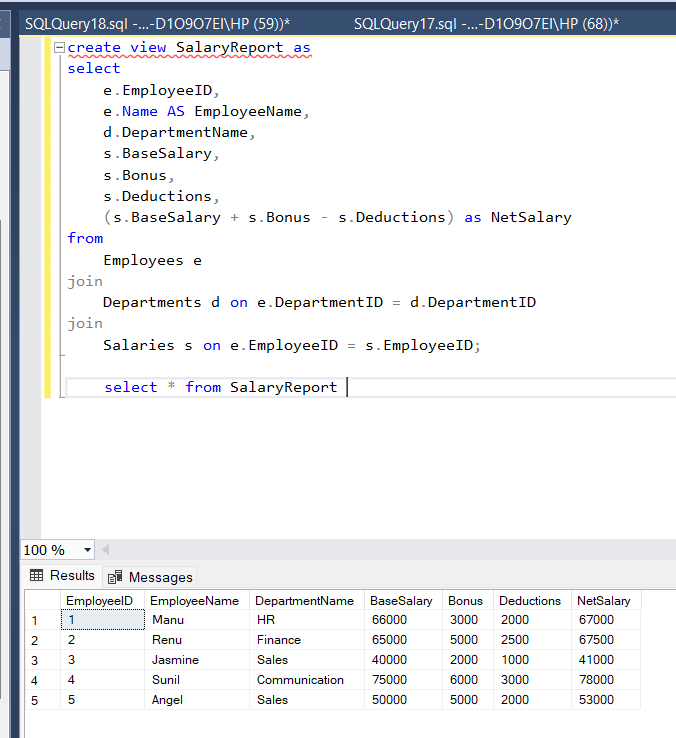 SQLQuery18.sql -...-D1O9O7EI\HP (59))* SQLQuery17.sql -...-D1O9O7EI\HP (68))*
create view SalaryReport as
select
e.EmployeeID,
e.Name AS EmployeeName,
d.DepartmentName,
s.BaseSalary,
s.Bonus,
s.Deductions,
(s.BaseSalary + s.Bonus - s.Deductions) as NetSalary
from
Employees e
join
Departments d on e.DepartmentID = d.DepartmentID
join
Salaries s on e.EmployeeID = s.EmployeeID;
select * from SalaryReport
100 %
Results Messages
EmployeeID EmployeeName DepartmentName BaseSalary Bonus Deductions NetSalary
1 1 Manu HR 66000 3000 2000 67000
2 2 Renu Finance 65000 5000 2500 67500
3 3 Jasmine Sales 40000 2000 1000 41000
4 4 Sunil Communication 75000 6000 3000 78000
5 5 Angel Sales 50000 5000 2000 53000